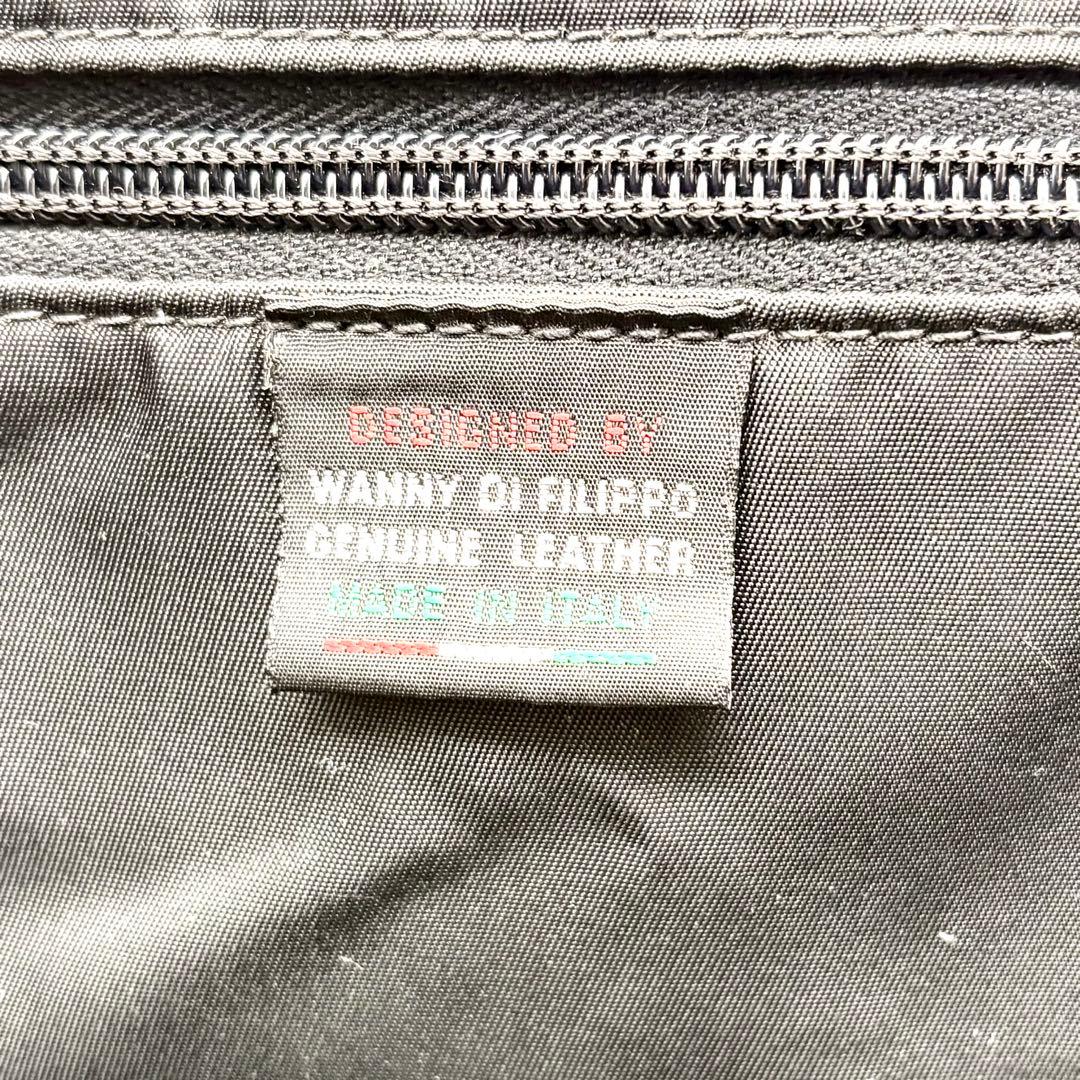 DESIGNED BY
WANNY DI FILIPPO
GENUINE LEATHER
MADE IN ITALY